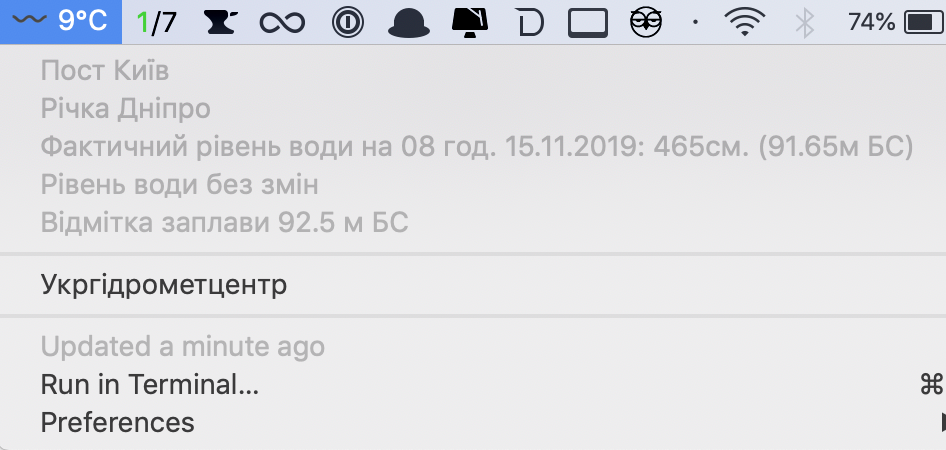 9°C 1/7 74%
Пост Київ
Річка Дніпро
Фактичний рівень води на 08 год. 15.11.2019: 465см. (91.65м БС)
Рівень води без змін
Відмітка заплави 92.5 м БС
Укргідрометцентр
Updated a minute ago
Run in Terminal... ⌘
Preferences